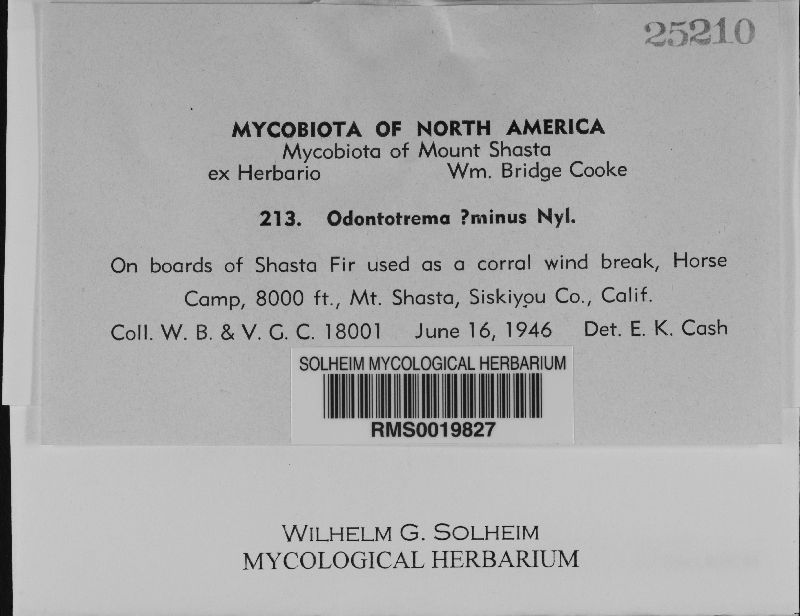 25210
MYCOBIOTA OF NORTH AMERICA
Mycobiota of Mount Shasta
ex Herbario Wm. Bridge Cooke
213. Odontotrema ?minus Nyl.
On boards of Shasta Fir used as a corral wind break, Horse
Camp, 8000 ft., Mt. Shasta, Siskiyou Co., Calif.
Coll. W. B. & V. G. C. 18001 June 16, 1946 Det. E. K. Cash
SOLHEIM MYCOLOGICAL HERBARIUM
RMS0019827
WILHELM G. SOLHEIM
MYCOLOGICAL HERBARIUM